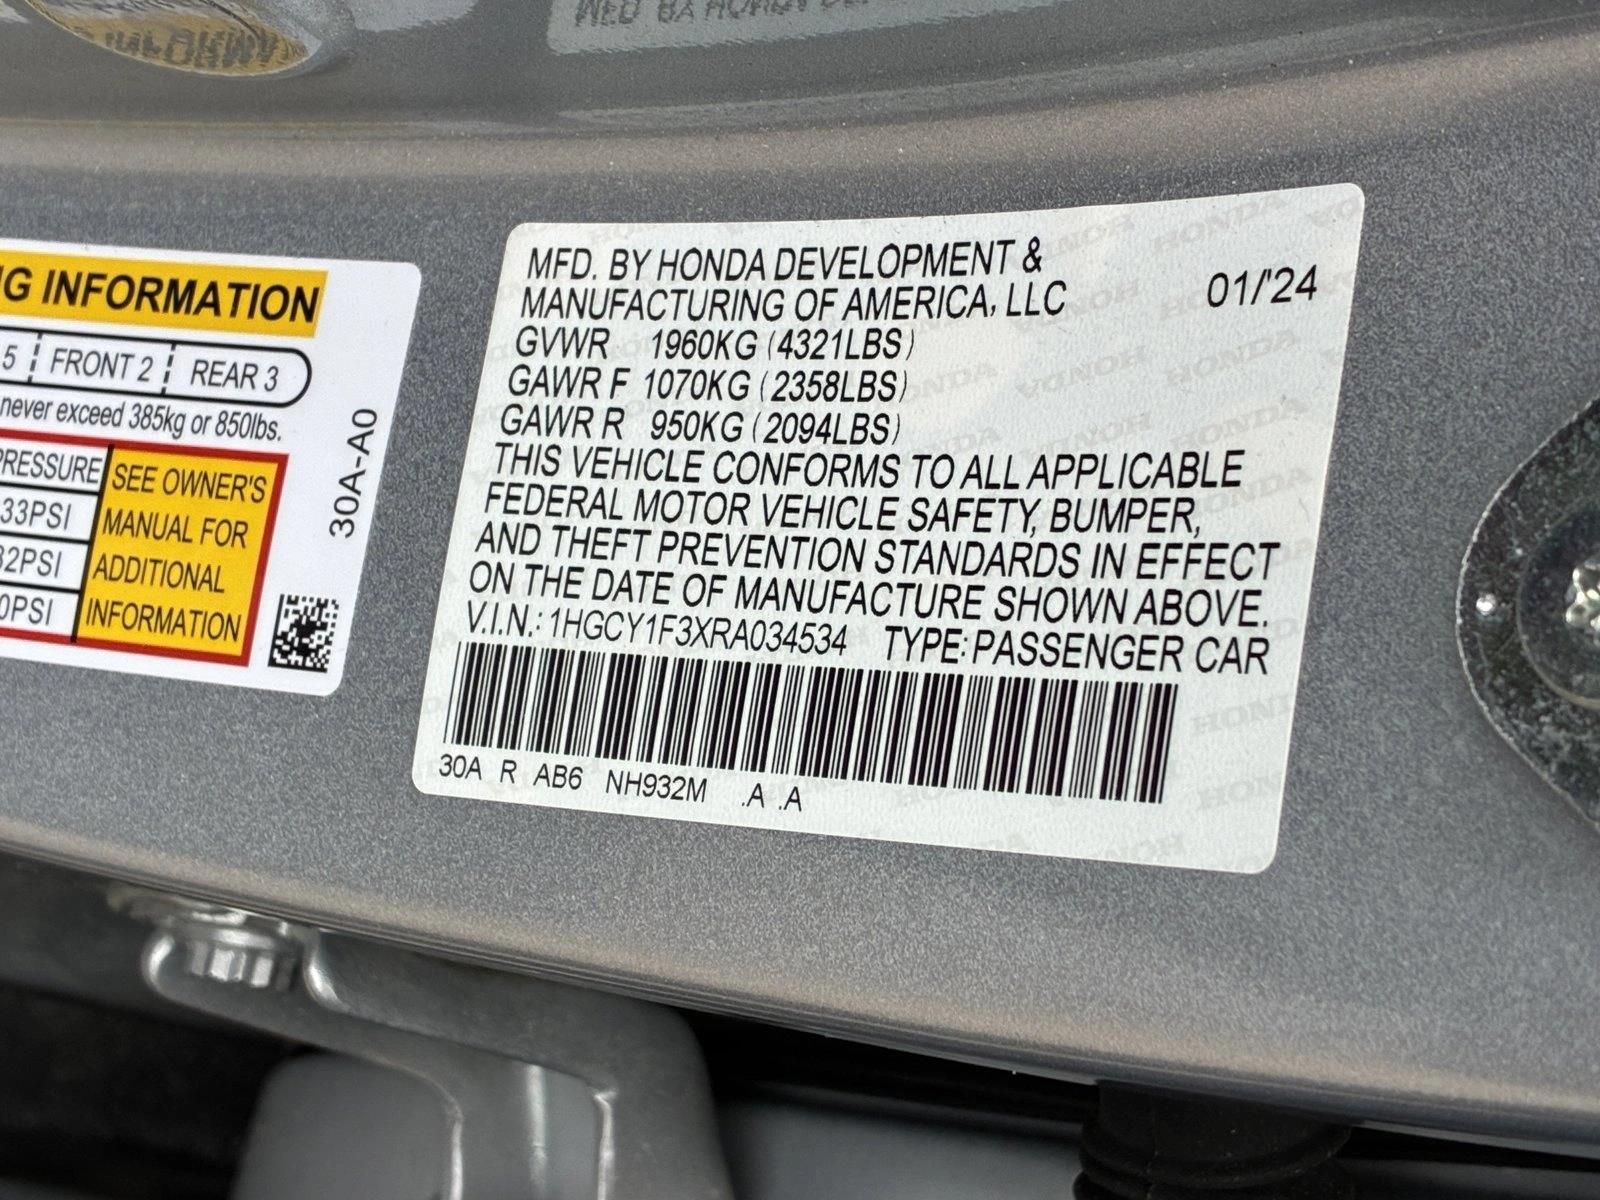 MFD. BY HONDA DEVELOPMENT &
MANUFACTURING OF AMERICA, LLC 01/'24
GVWR 1960KG (4321LBS)
GAWR F 1070KG (2358LBS)
GAWR R 950KG (2094LBS)
THIS VEHICLE CONFORMS TO ALL APPLICABLE
FEDERAL MOTOR VEHICLE SAFETY, BUMPER,
AND THEFT PREVENTION STANDARDS IN EFFECT
ON THE DATE OF MANUFACTURE SHOWN ABOVE.
V.I.N.: 1HGCY1F3XRA034534 TYPE: PASSENGER CAR
30A R AB6 NH932M .A .A
INFORMATION
5 FRONT 2 REAR 3
never exceed 385kg or 850lbs.
PRESSURE
33PSI
PSI
PSI
SEE OWNER'S
MANUAL FOR
ADDITIONAL
INFORMATION
30A-A0